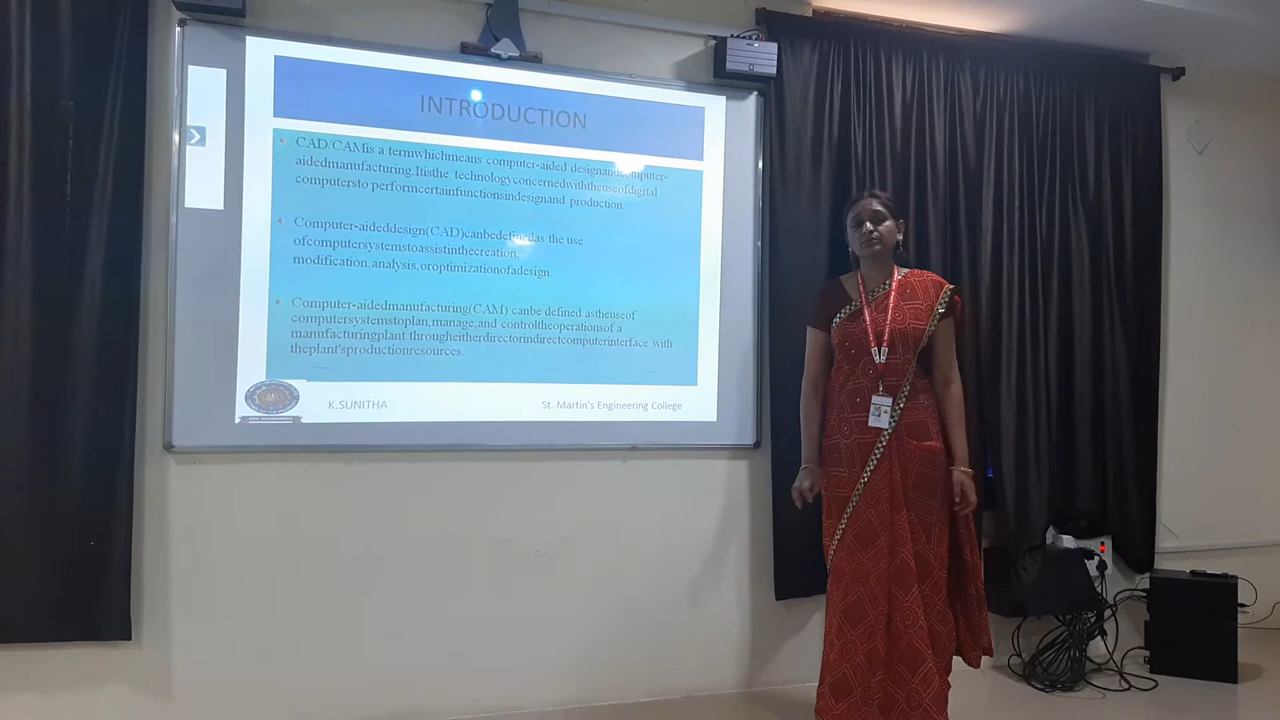 INTRODUCTION
CAD/CAMis a termwhichmeans computer-aided designandcomputer-
aidedmanufacturing.Itisthe technologyconcernedwiththeuseofdigital
computersto performcertainfunctionsindesignand production.
Computer-aideddesign(CAD)canbedefinedas the use
ofcomputersystemstoassistinthecreation,
modification,analysis,oroptimizationofadesign.
Computer-aidedmanufacturing(CAM) canbe defined astheuseof
computersystemstoplan,manage,and controltheoperationsof a
manufacturingplant througheitherdirectorindirectcomputerinterface with
theplant'sproductionresources.
K.SUNITHA
St. Martin's Engineering College